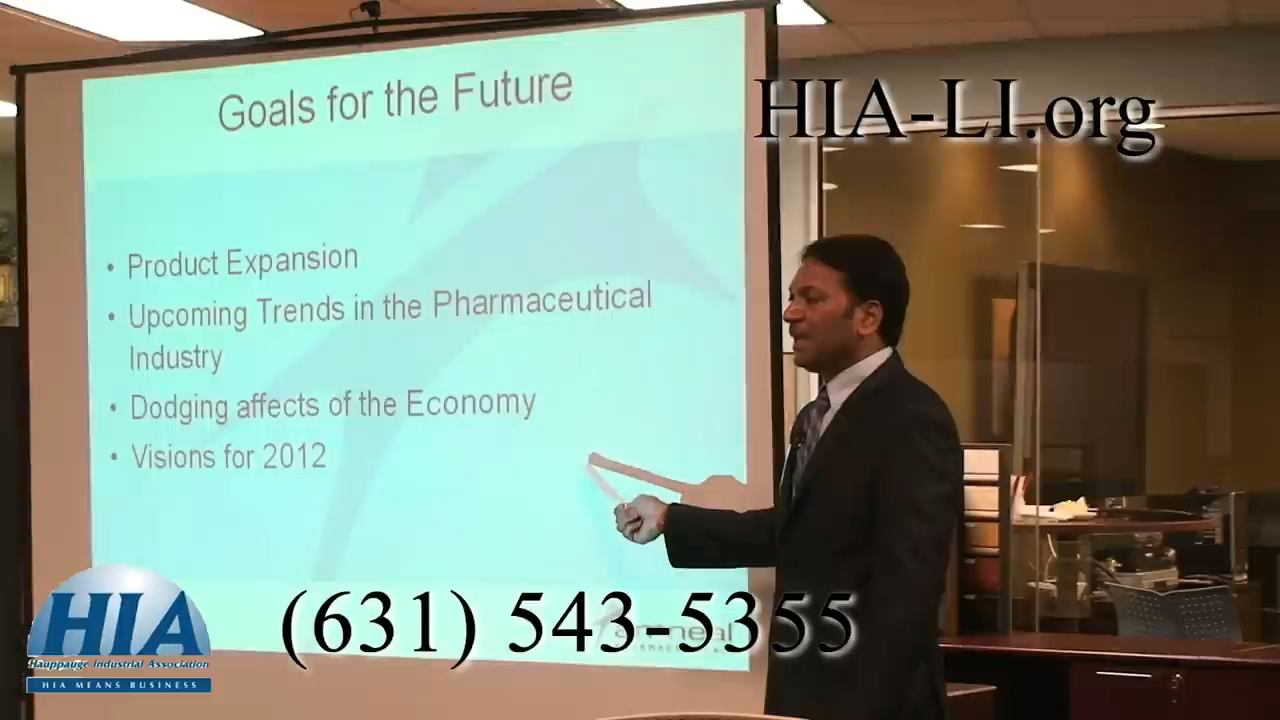 Goals for the Future
HIA-LI.org
• Product Expansion
• Upcoming Trends in the Pharmaceutical
Industry
• Dodging affects of the Economy
• Visions for 2012
(631) 543-5355
amneal
HIA
Hauppauge Industrial Association
HIA MEANS BUSINESS